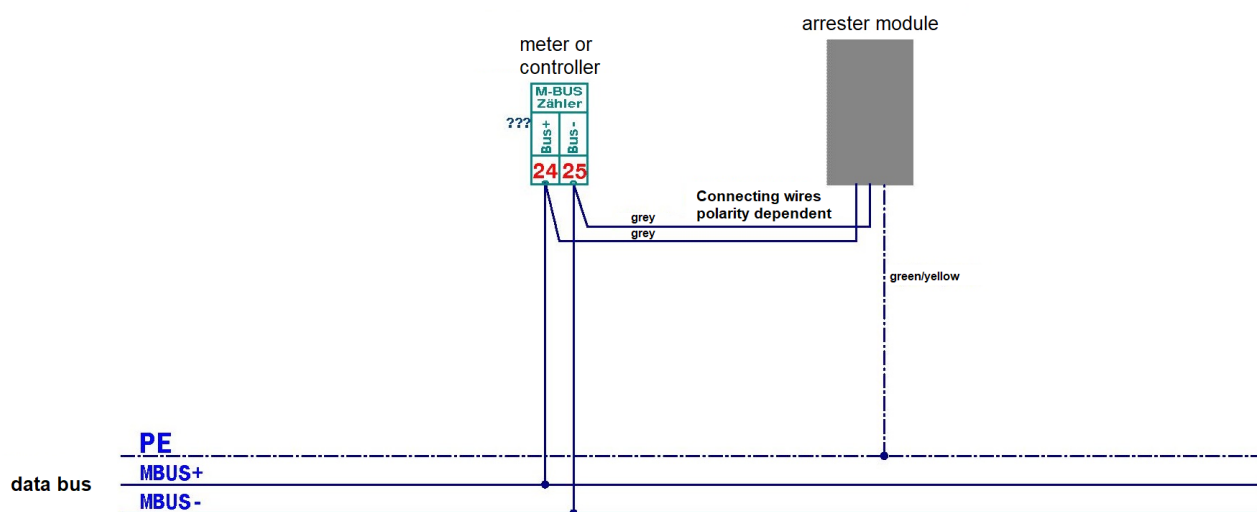 arrester module
meter or
controller
M-BUS
Zähler
???
Bus+
Bus-
24
25
Connecting wires
polarity dependent
grey
grey
green/yellow
PE
MBUS+
data bus
MBUS-